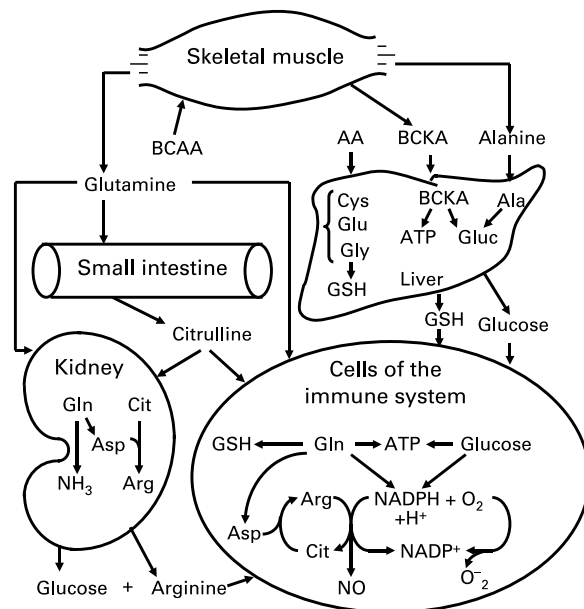 Skeletal muscle
BCAA
AA BCKA Alanine
Glutamine
Cys BCKA Ala
Glu
Gly ATP Gluc
GSH Liver
Small intestine
GSH Glucose
Citrulline
Kidney
Gln Cit
Asp
NH₃ Arg
Cells of the
immune system
GSH Gln ATP Glucose
Arg NADPH + O₂
+H⁺
Asp
Cit NADP⁺
NO O⁻₂
Glucose + Arginine